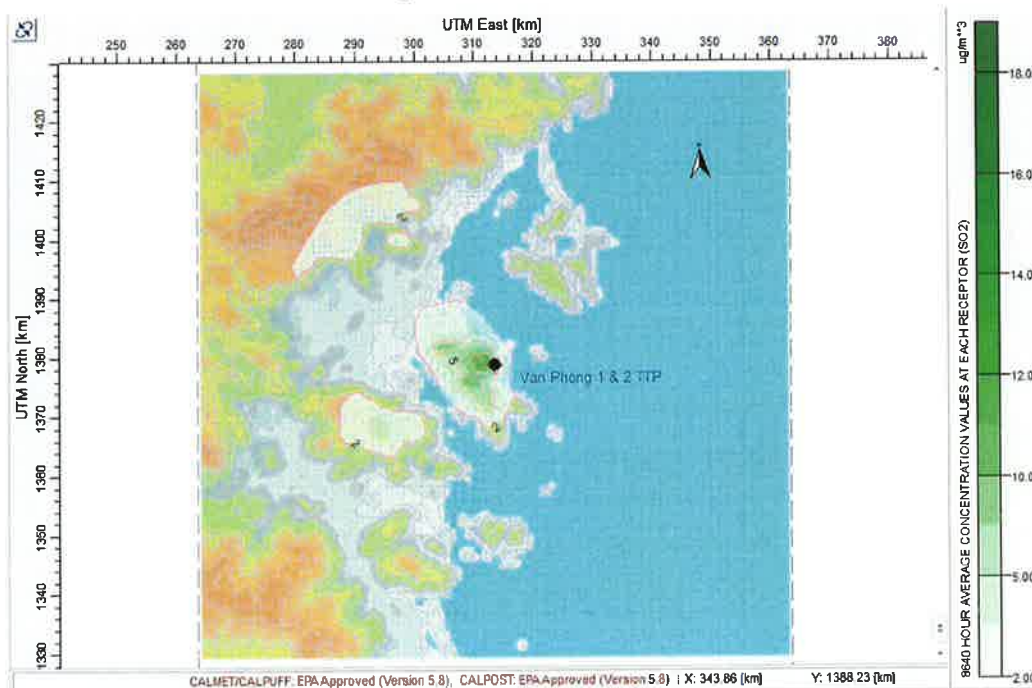 UTM East [km]
250 260 270 280 290 300 310 320 330 340 350 360 370 380
UTM North [km]
1420
1410
1400
1390
1380
1370
1360
1350
1340
1330
5
2
2
Van Phong 1 & 2 TTP
ug/m**3
18.0
16.0
14.0
12.0
10.0
5.00
2.00
8640 HOUR AVERAGE CONCENTRATION VALUES AT EACH RECEPTOR (SO2)
CALMET/CALPUFF: EPA Approved (Version 5.8), CALPOST: EPA Approved (Version 5.8) | X: 343.86 [km] Y: 1388.23 [km]